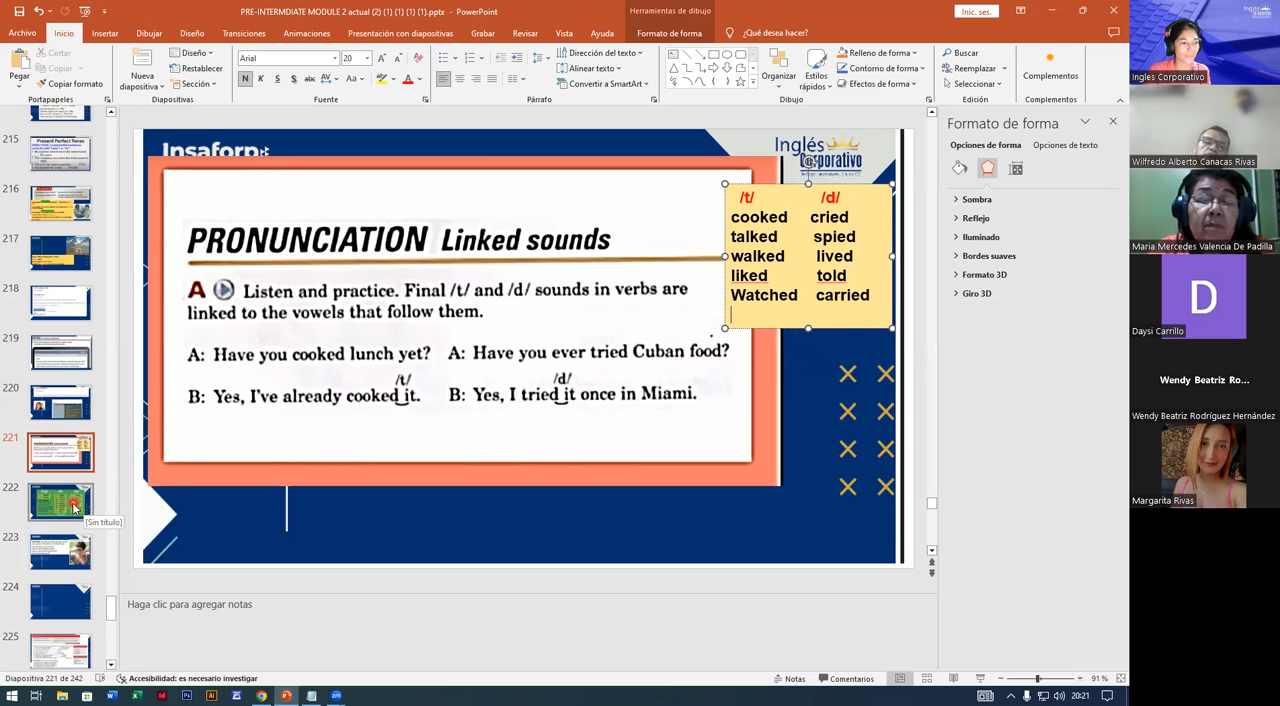 PRE-INTERMDIATE MODULE 2 actual (2) (1) (1) (1).pptx - PowerPoint
Herramientas de dibujo
Inic. ses.
Archivo Inicio Insertar Dibujar Diseño Transiciones Animaciones Presentación con diapositivas Grabar Revisar Vista Ayuda Formato de forma ¿Qué desea hacer?
Pegar
Cortar
Copiar
Copiar formato
Portapapeles
Nueva diapositiva
Diseño
Restablecer
Sección
Diapositivas
Arial 20
N K S S abc AV Aa A
Fuente
Párrafo
Dirección del texto
Alinear texto
Convertir a SmartArt
Organizar
Estilos rápidos
Relleno de forma
Contorno de forma
Efectos de forma
Dibujo
Buscar
Reemplazar
Seleccionar
Edición
Complementos
Complementos
215
216
217
218
219
220
221
222
223
224
225
[Sin título]
Insaforp
Inglés
Corporativo
PRONUNCIATION Linked sounds
A Listen and practice. Final /t/ and /d/ sounds in verbs are
linked to the vowels that follow them.
A: Have you cooked lunch yet? A: Have you ever tried Cuban food?
/t/ /d/
B: Yes, I've already cooked it. B: Yes, I tried it once in Miami.
/t/ /d/
cooked cried
talked spied
walked lived
liked told
Watched carried
Haga clic para agregar notas
Formato de forma
Opciones de forma Opciones de texto
Sombra
Reflejo
Iluminado
Bordes suaves
Formato 3D
Giro 3D
Ingles Corporativo
Wilfredo Alberto Canacas Rivas
Maria Mercedes Valencia De Padilla
D
Daysi Carrillo
Wendy Beatriz Ro...
Wendy Beatriz Rodríguez Hernández
Margarita Rivas
Diapositiva 221 de 242 Accesibilidad: es necesario investigar Notas Comentarios 91 %
20:21